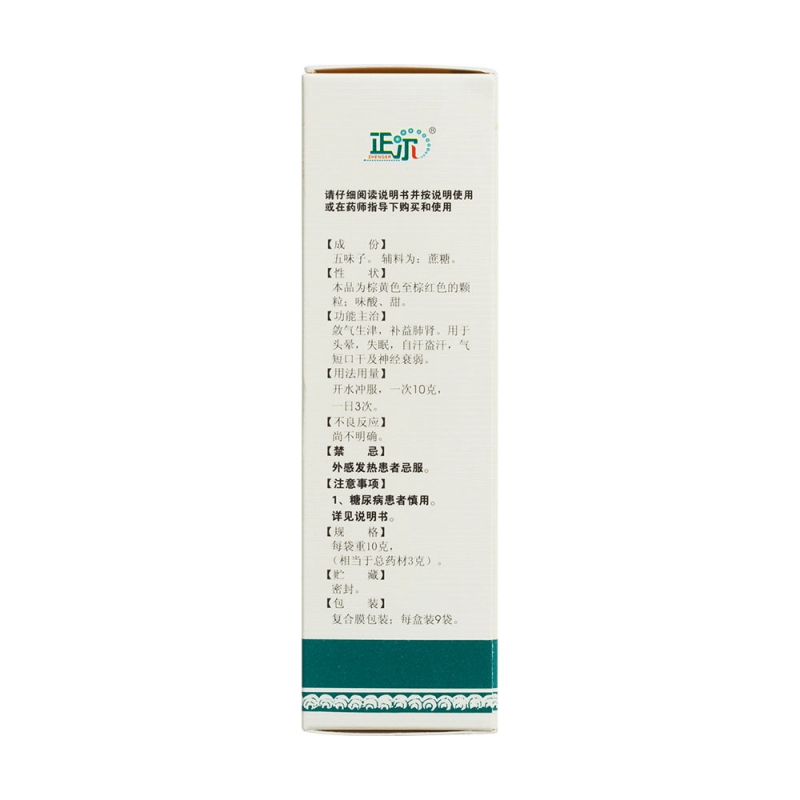 正尔®
ZHENGER
请仔细阅读说明书并按说明使用
或在药师指导下购买和使用
【成　份】
五味子。辅料为：蔗糖。
【性　状】
本品为棕黄色至棕红色的颗
粒；味酸、甜。
【功能主治】
敛气生津，补益肺肾。用于
头晕，失眠，自汗盗汗，气
短口干及神经衰弱。
【用法用量】
开水冲服，一次10克，
一日3次。
【不良反应】
尚不明确。
【禁　忌】
外感发热患者忌服。
【注意事项】
1、糖尿病患者慎用。
详见说明书。
【规　格】
每袋重10克，
（相当于总药材3克）。
【贮　藏】
密封。
【包　装】
复合膜包装；每盒装9袋。